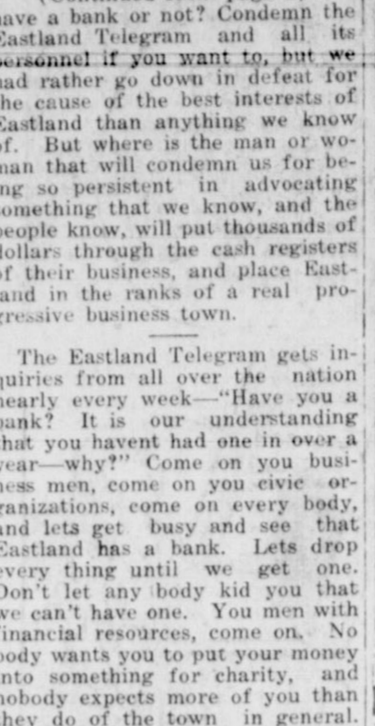 have a bank or not? Condemn the
Eastland Telegram and all its
personnel if you want to, but we
had rather go down in defeat for
the cause of the best interests of
Eastland than anything we know
of. But where is the man or wo-
man that will condemn us for be-
ing so persistent in advocating
something that we know, and the
people know, will put thousands of
dollars through the cash registers
of their business, and place East-
land in the ranks of a real pro-
gressive business town.
The Eastland Telegram gets in-
quiries from all over the nation
nearly every week—"Have you a
bank? It is our understanding
that you havent had one in over a
year—why?" Come on you busi-
ness men, come on you civic or-
ganizations, come on every body,
and lets get busy and see that
Eastland has a bank. Lets drop
every thing until we get one.
Don't let any body kid you that
we can't have one. You men with
financial resources, come on. No
body wants you to put your money
into something for charity, and
nobody expects more of you than
they do of the town in general.